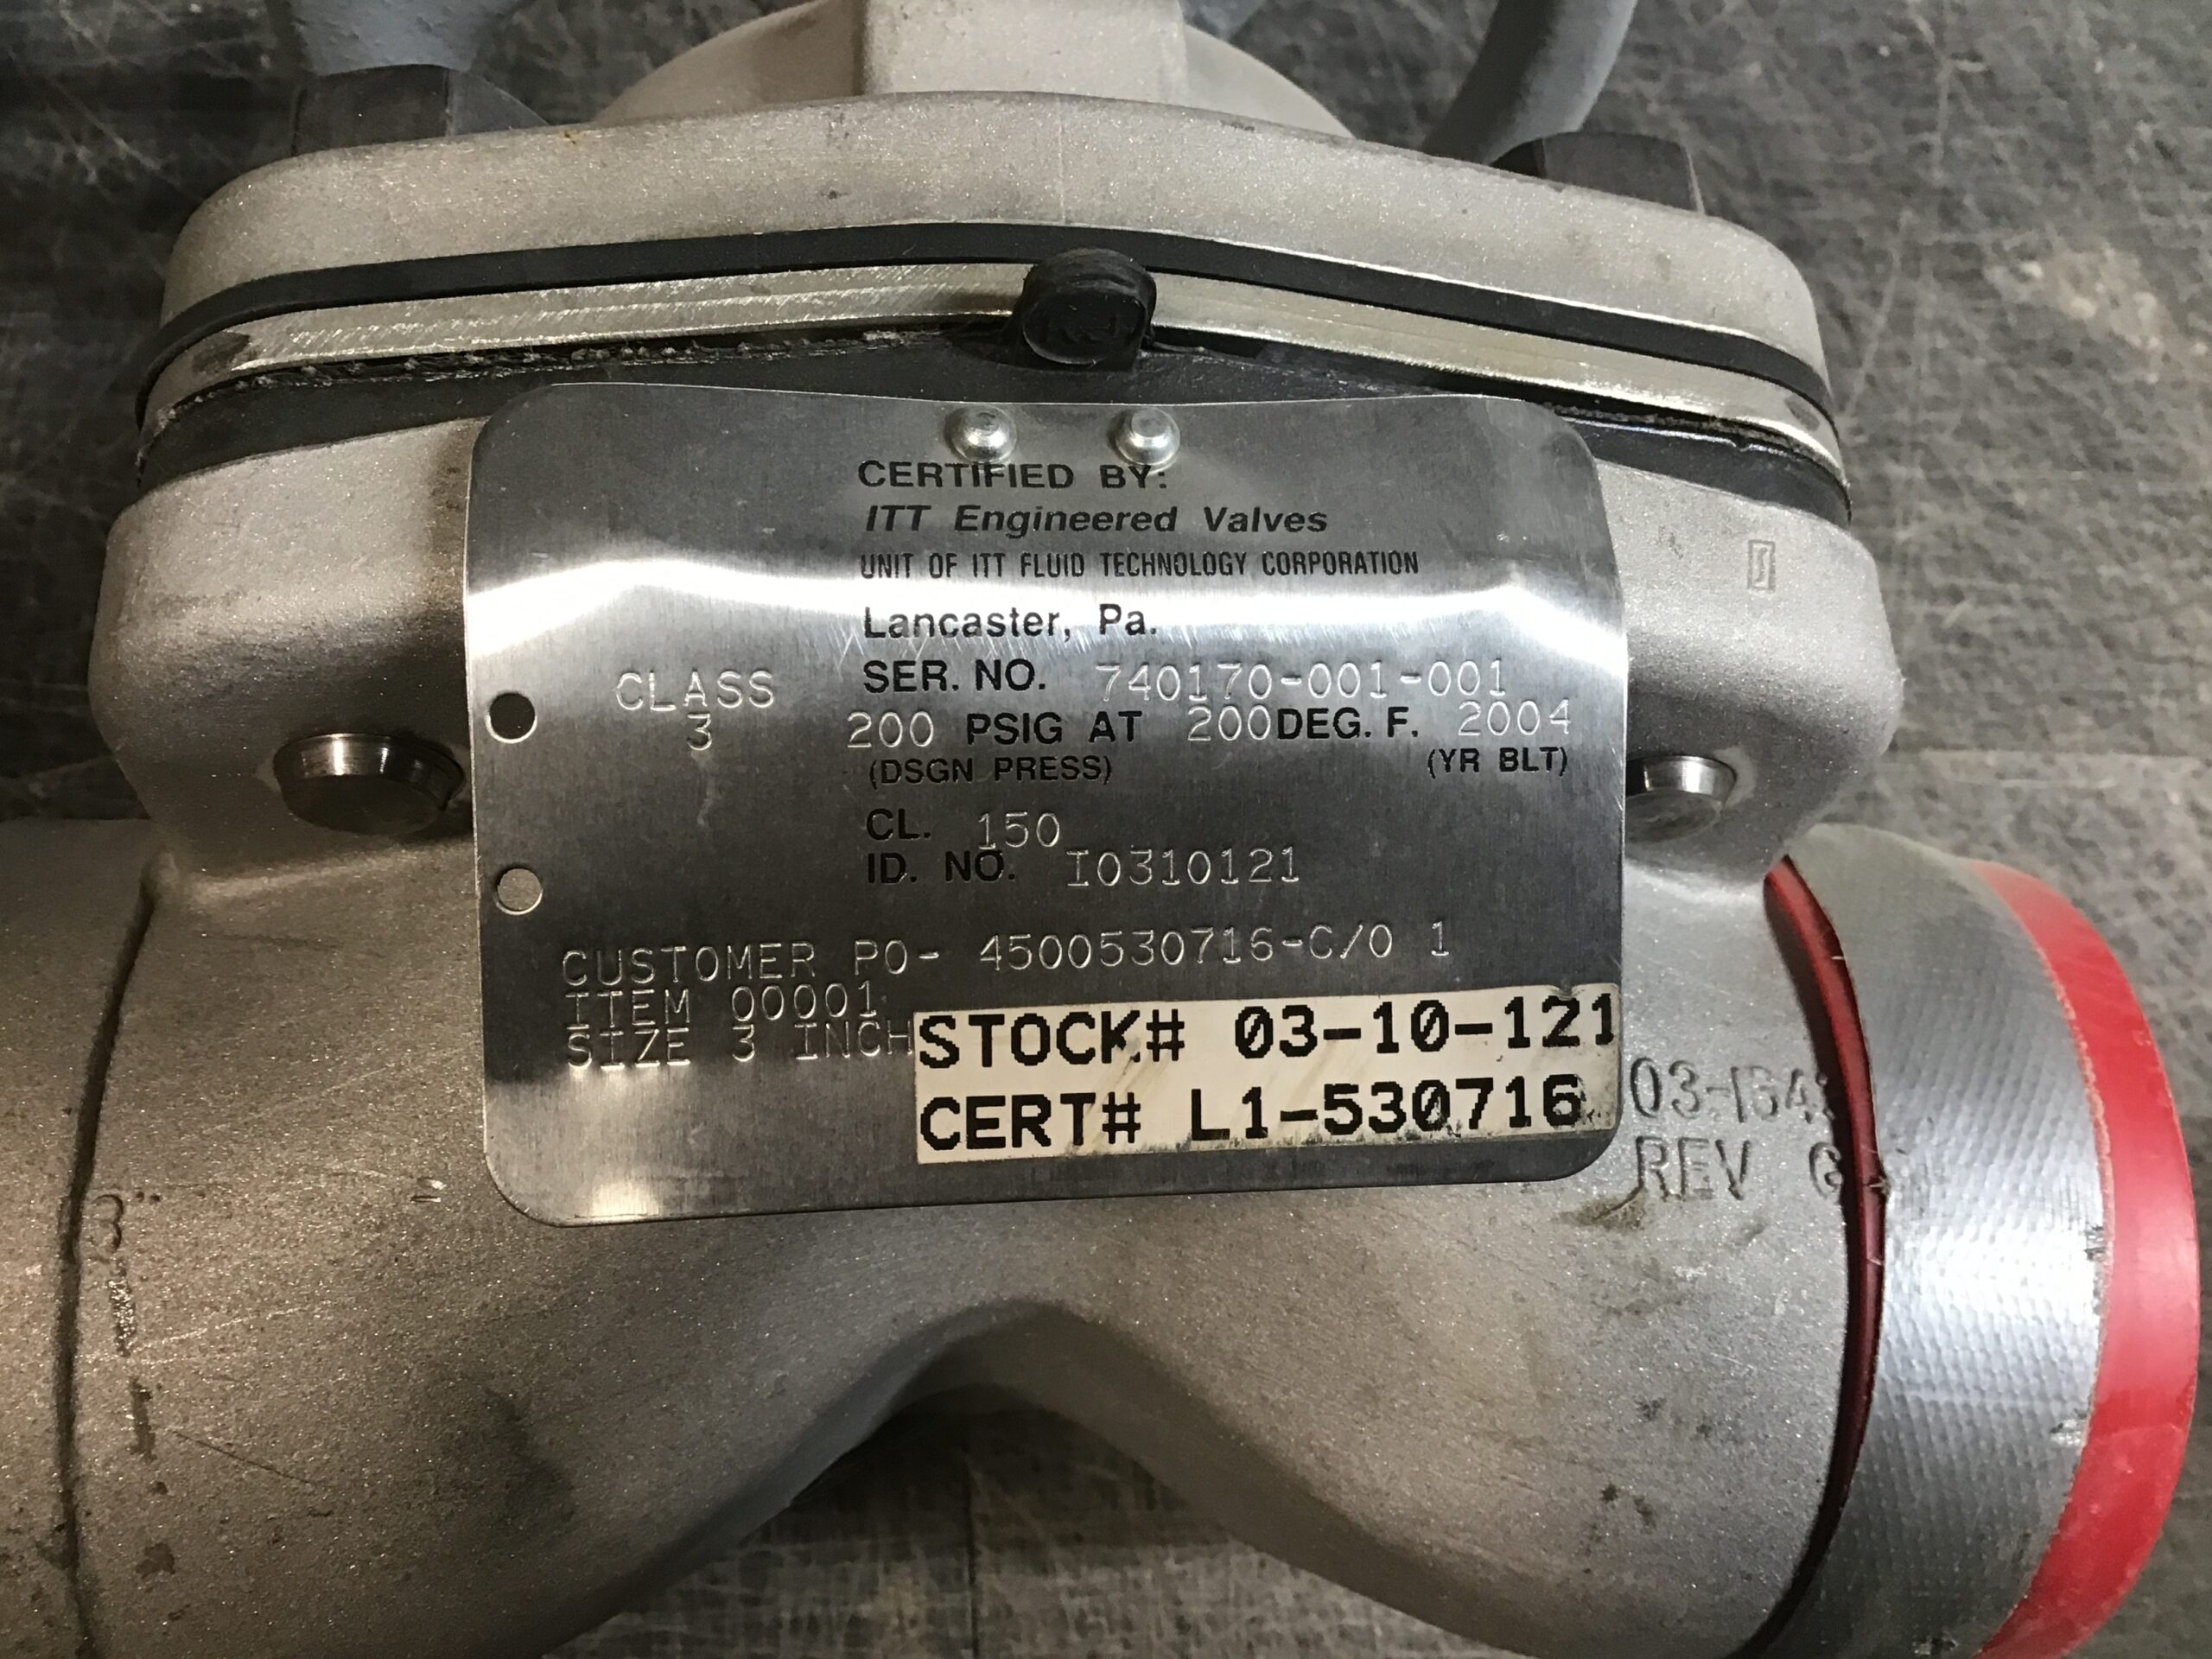 CERTIFIED BY:
ITT Engineered Valves
UNIT OF ITT FLUID TECHNOLOGY CORPORATION
Lancaster, Pa.
SER. NO. 740170-001-001
CLASS
3
200 PSIG AT 200DEG. F. 2004
(DSGN PRESS) (YR BLT)
CL. 150
ID. NO. I0310121
CUSTOMER PO- 4500530716-C/O 1
ITEM 00001
SIZE 3 INCH
STOCK# 03-10-121
CERT# L1-530716
REV
3"